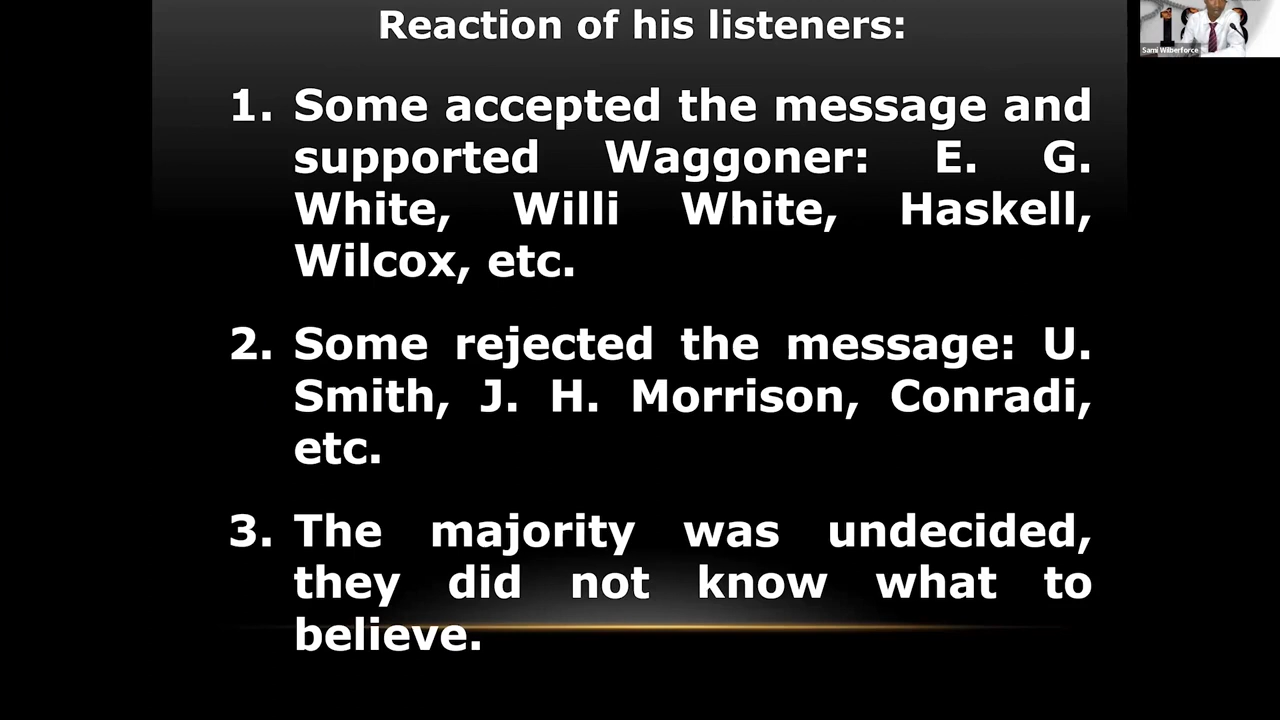 Reaction of his listeners:
1. Some accepted the message and
supported Waggoner: E. G.
White, Willi White, Haskell,
Wilcox, etc.
2. Some rejected the message: U.
Smith, J. H. Morrison, Conradi,
etc.
3. The majority was undecided,
they did not know what to
believe.
Sami Wilberforce